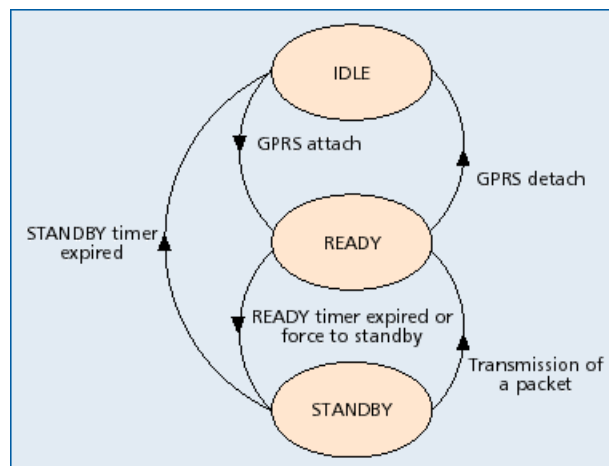 IDLE
GPRS attach
GPRS detach
STANDBY timer
expired
READY
READY timer expired or
force to standby
Transmission of
a packet
STANDBY